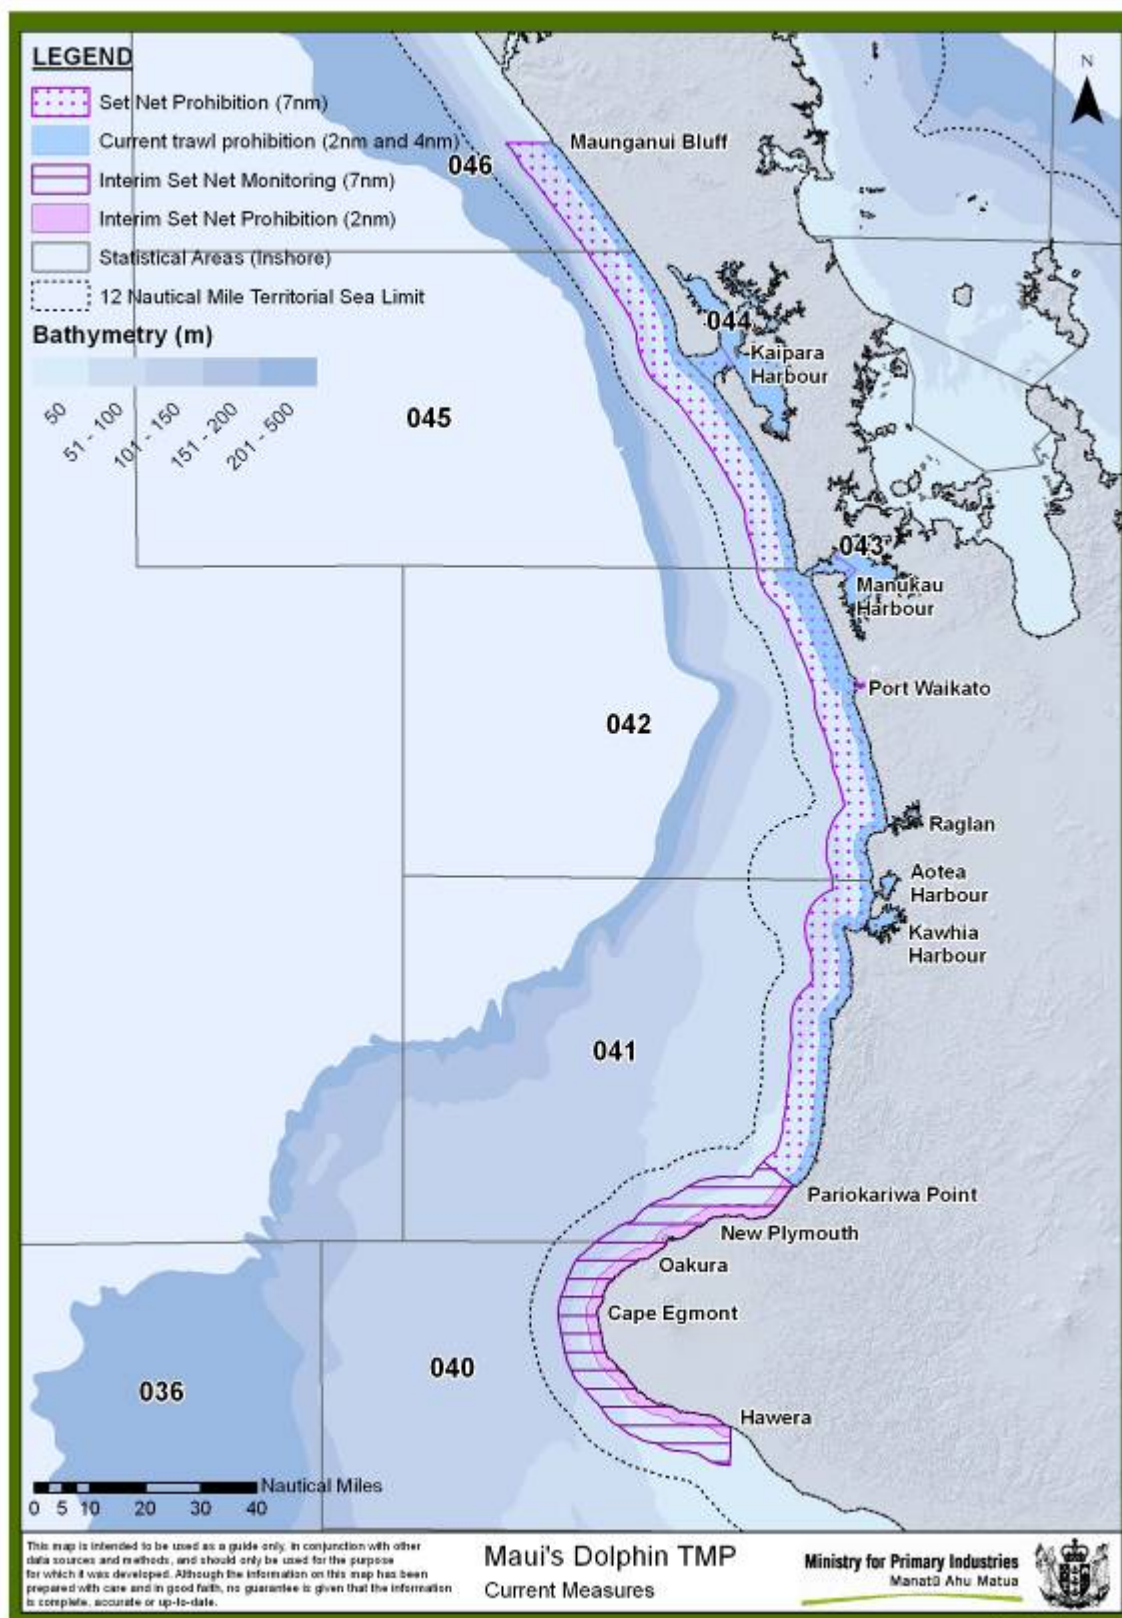 LEGEND
Set Net Prohibition (7nm)
Current trawl prohibition (2nm and 4nm)
Interim Set Net Monitoring (7nm)
Interim Set Net Prohibition (2nm)
Statistical Areas (Inshore)
12 Nautical Mile Territorial Sea Limit
Bathymetry (m)
50
51 - 100
101 - 150
151 - 200
201 - 500
N
046
Maunganui Bluff
044
Kaipara
Harbour
045
043
Manukau
Harbour
Port Waikato
042
Raglan
Aotea
Harbour
Kawhia
Harbour
041
Pariokariwa Point
New Plymouth
Oakura
Cape Egmont
040
036
Hawera
Nautical Miles
0 5 10 20 30 40
This map is intended to be used as a guide only, in conjunction with other
data sources and methods, and should only be used for the purpose
for which it was developed. Although the information on this map has been
prepared with care and in good faith, no guarantee is given that the information
is complete, accurate or up-to-date.
Maui's Dolphin TMP
Current Measures
Ministry for Primary Industries
Manatū Ahu Matua